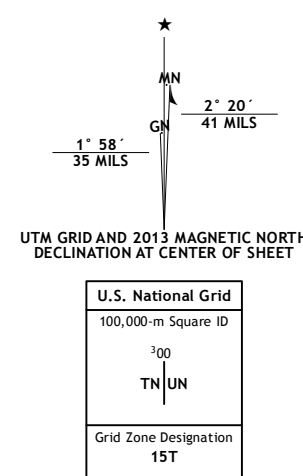 ★
MN
2° 20´
41 MILS
GN
1° 58´
35 MILS
UTM GRID AND 2013 MAGNETIC NORTH
DECLINATION AT CENTER OF SHEET
U.S. National Grid
100,000-m Square ID
³00
TN UN
Grid Zone Designation
15T